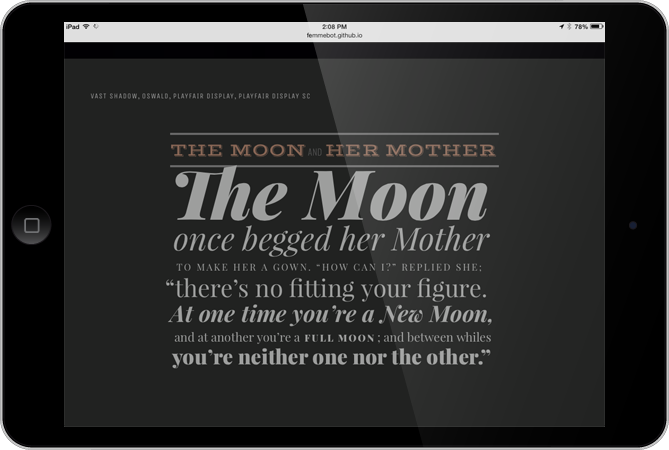 iPad 2:08 PM 78%
femmebot.github.io
VAST SHADOW, OSWALD, PLAYFAIR DISPLAY, PLAYFAIR DISPLAY SC
THE MOON AND HER MOTHER
The Moon
once begged her Mother
TO MAKE HER A GOWN. “HOW CAN I?” REPLIED SHE;
“there’s no fitting your figure.
At one time you’re a New Moon,
and at another you’re a FULL MOON; and between whiles
you’re neither one nor the other.”